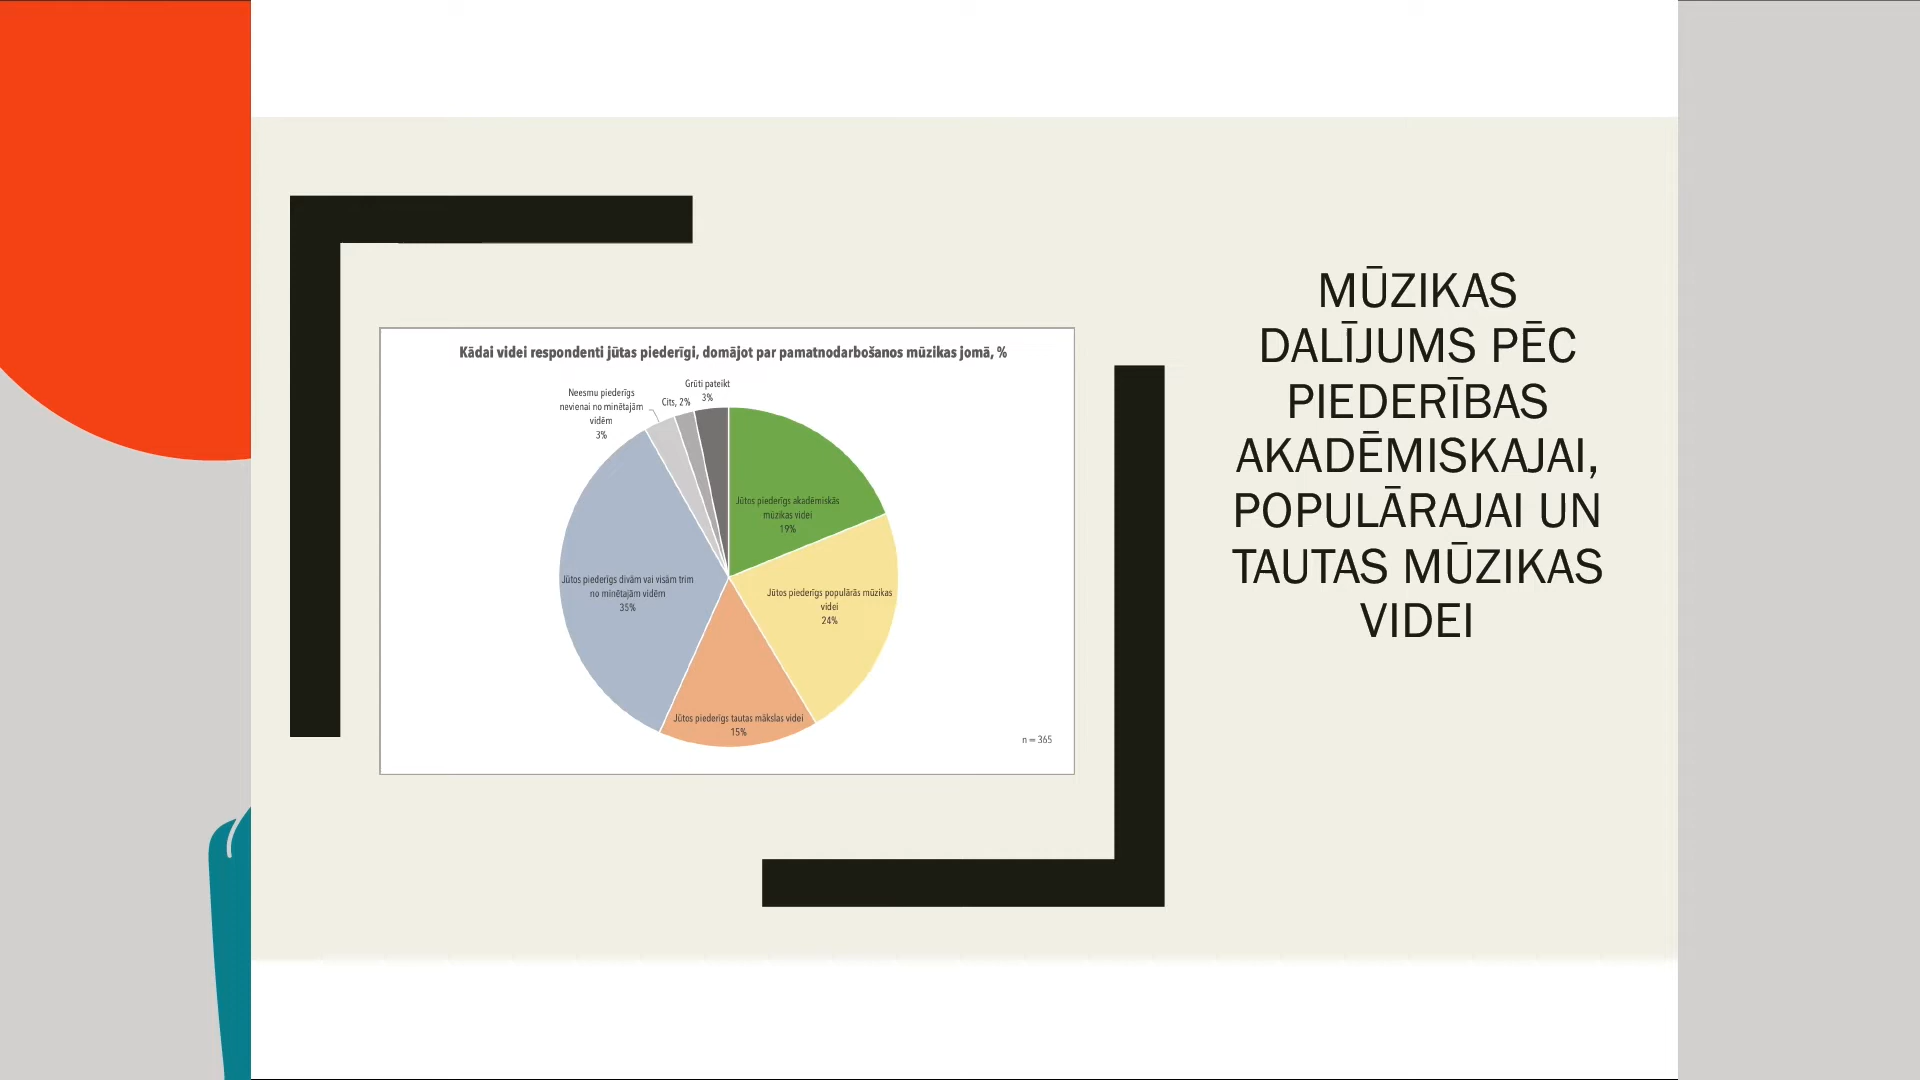 Kādai videi respondenti jūtas piederīgi, domājot par pamatnodarbošanos mūzikas jomā, %
Neesmu piederīgs
nevienai no minētajām
vidēm
3%
Cits, 2%
Grūti pateikt
3%
Jūtos piederīgs akadēmiskās
mūzikas videi
19%
Jūtos piederīgs divām vai visām trim
no minētajām vidēm
35%
Jūtos piederīgs populārās mūzikas
videi
24%
Jūtos piederīgs tautas mākslas videi
15%
n = 365
MŪZIKAS
DALĪJUMS PĒC
PIEDERĪBAS
AKADĒMISKAJAI,
POPULĀRAJAI UN
TAUTAS MŪZIKAS
VIDEI